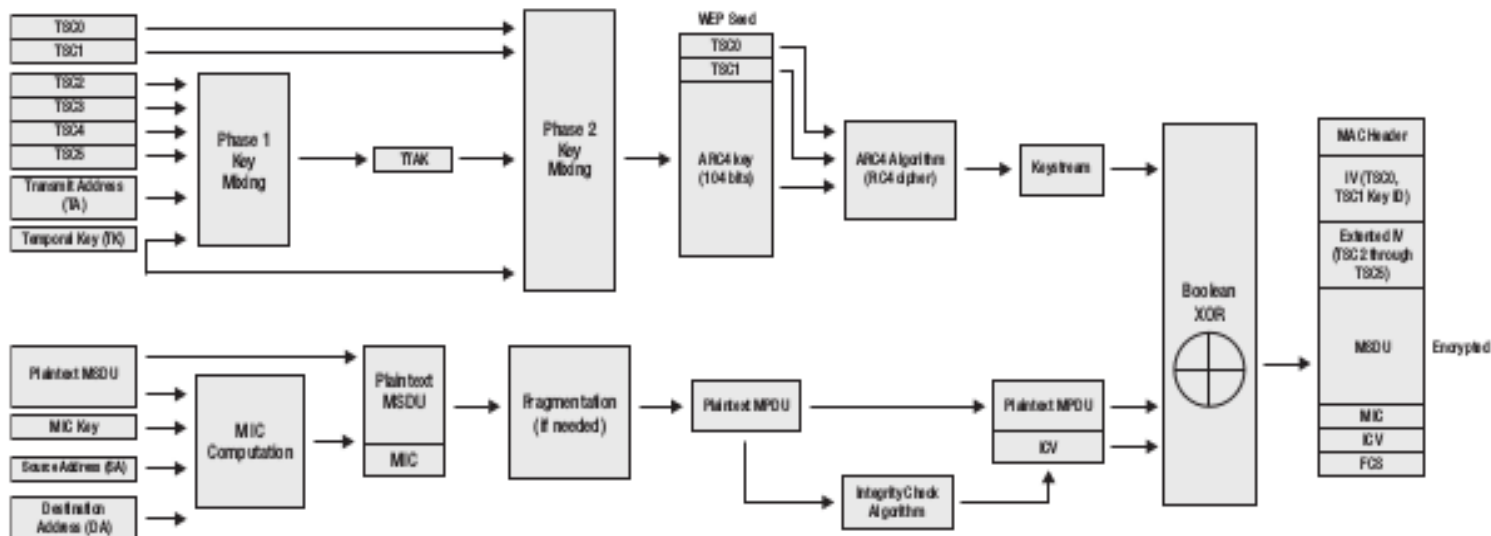 TSC0
TSC1
TSC2
TSC3
TSC4
TSC5
Transmit Address
(TA)
Temporal Key (TK)
Phase 1
Key
Mixing
TTAK
Phase 2
Key
Mixing
WEP Seed
TSC0
TSC1
ARC4 key
(104 bits)
ARC4 Algorithm
(RC4 cipher)
Keystream
Plaintext MSDU
MIC Key
Source Address (SA)
Destination
Address (DA)
MIC
Computation
Plaintext
MSDU
MIC
Fragmentation
(if needed)
Plaintext MPDU
Integrity Check
Algorithm
Plaintext MPDU
ICV
Boolean
XOR
MAC Header
IV (TSC0,
TSC1 Key ID)
Extented IV
(TSC 2 through
TSC5)
MSDU
Encrypted
MIC
ICV
FCS